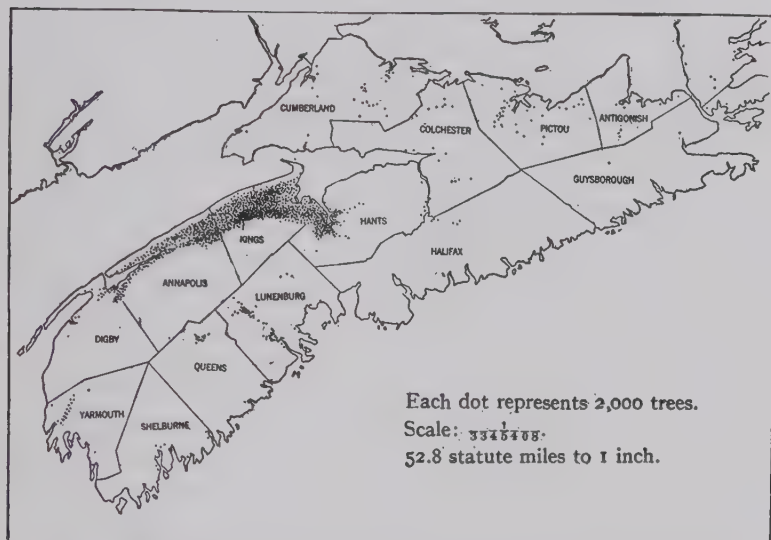 CUMBERLAND
COLCHESTER
PICTOU
ANTIGONISH
GUYSBOROUGH
HANTS
KINGS
HALIFAX
ANNAPOLIS
LUNENBURG
DIGBY
QUEENS
YARMOUTH
SHELBURNE
Each dot represents 2,000 trees.
Scale: 1/3345408.
52.8 statute miles to 1 inch.